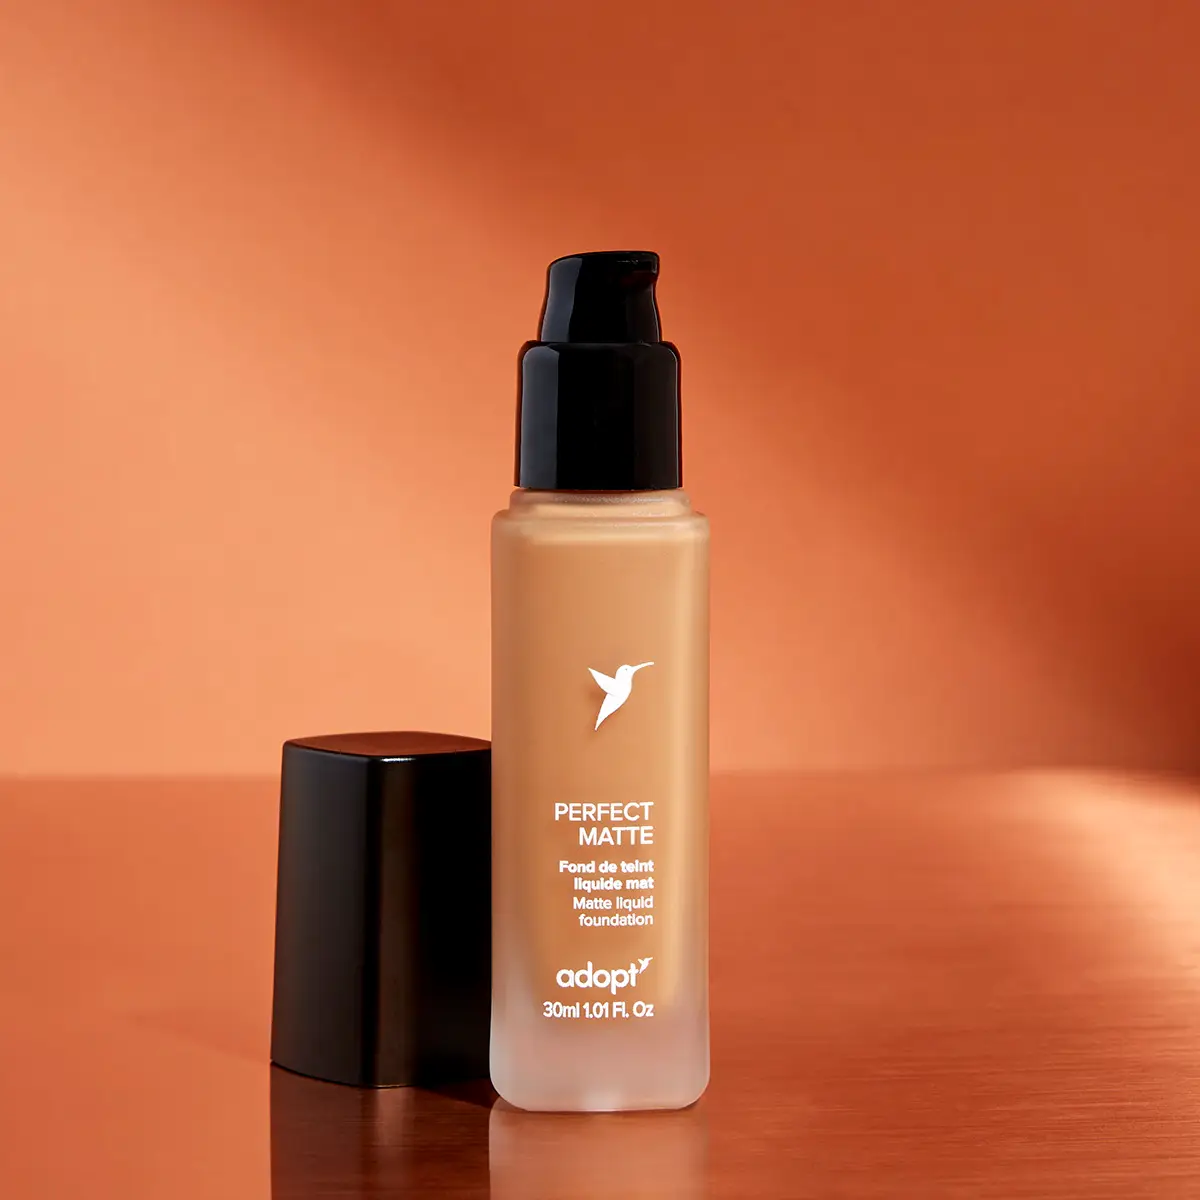 PERFECT
MATTE
Fond de teint
liquide mat
Matte liquid
foundation
adopt
30ml 1.01 Fl. Oz